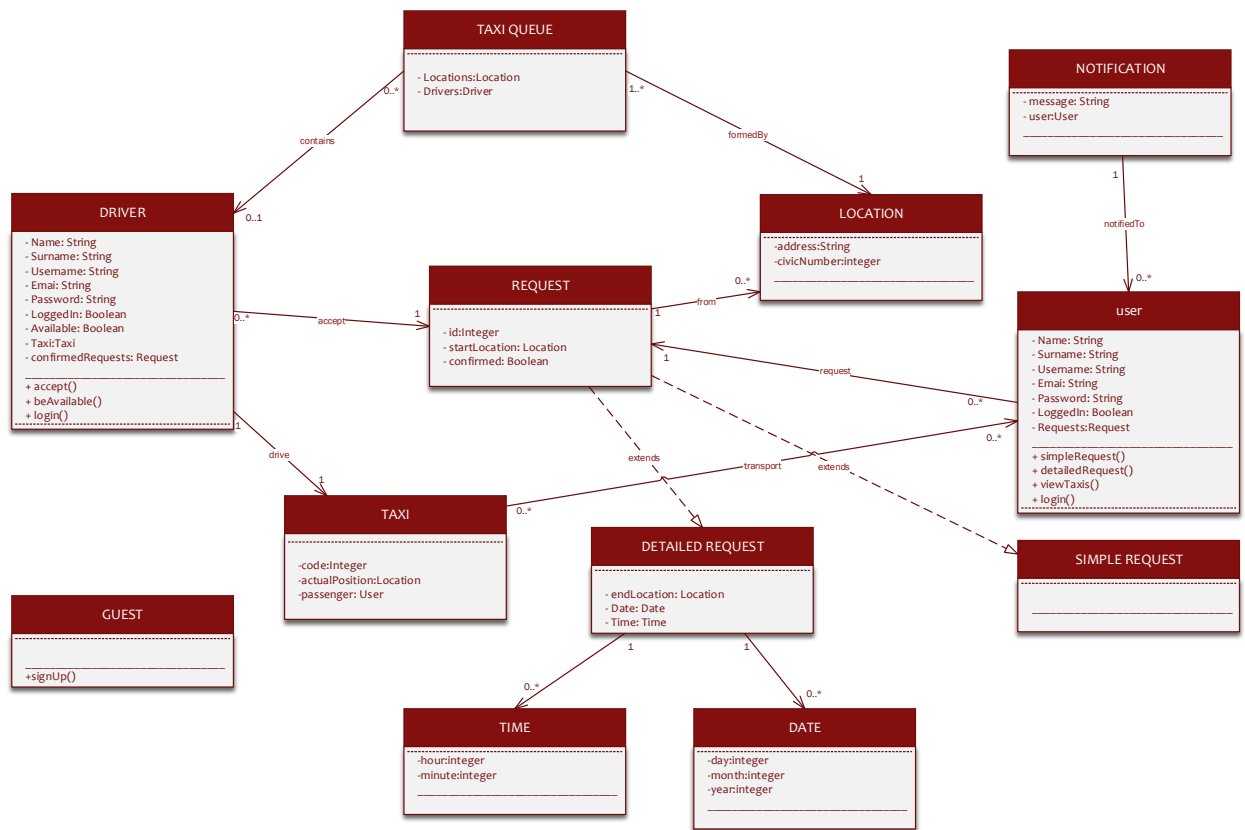 TAXI QUEUE
- Locations:Location
- Drivers:Driver
0..*
1..*
contains
formedBy
0..1
1
NOTIFICATION
- message: String
- user:User
1
notifiedTo
0..*
DRIVER
- Name: String
- Surname: String
- Username: String
- Emai: String
- Password: String
- LoggedIn: Boolean
- Available: Boolean
- Taxi:Taxi
- confirmedRequests: Request
+ accept()
+ beAvailable()
+ login()
0..*
accept
1
1
drive
1
LOCATION
-address:String
-civicNumber:integer
REQUEST
- id:Integer
- startLocation: Location
- confirmed: Boolean
1
from
0..*
1
request
0..*
user
- Name: String
- Surname: String
- Username: String
- Emai: String
- Password: String
- LoggedIn: Boolean
- Requests:Request
+ simpleRequest()
+ detailedRequest()
+ viewTaxis()
+ login()
extends
extends
0..*
transport
0..*
TAXI
-code:Integer
-actualPosition:Location
-passenger: User
DETAILED REQUEST
- endLocation: Location
- Date: Date
- Time: Time
SIMPLE REQUEST
GUEST
+signUp()
1
0..*
1
0..*
TIME
-hour:integer
-minute:integer
DATE
-day:integer
-month:integer
-year:integer